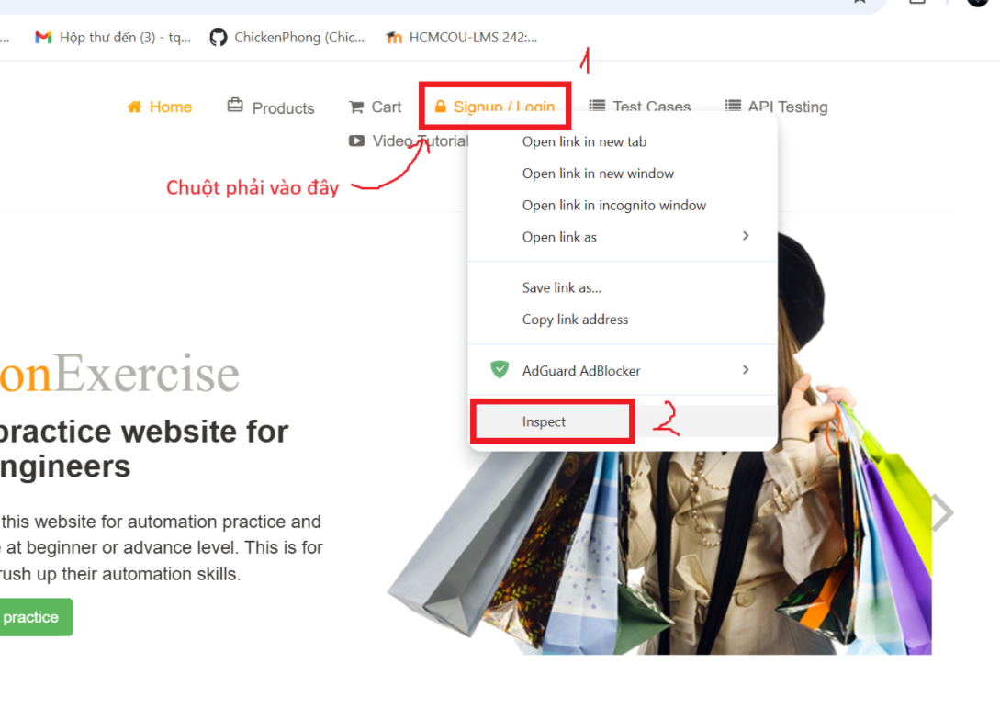 ... Hộp thư đến (3) - tq... ChickenPhong (Chic... HCMCOU-LMS 242:...
1
Home Products Cart Signup / Login Test Cases API Testing
Video Tutorial
Chuột phải vào đây
Open link in new tab
Open link in new window
Open link in incognito window
Open link as
Save link as...
Copy link address
AdGuard AdBlocker
Inspect 2
onExercise
practice website for
ngineers
this website for automation practice and
at beginner or advance level. This is for
rush up their automation skills.
practice